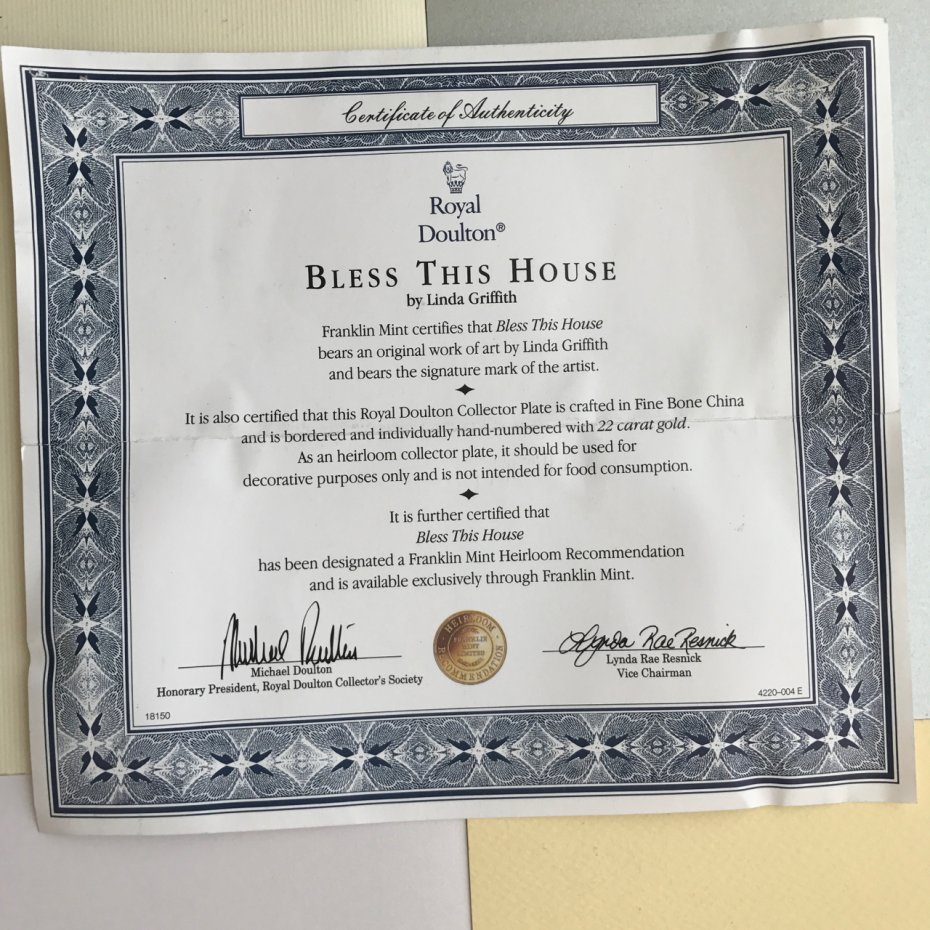 Certificate of Authenticity
Royal
Doulton®
BLESS THIS HOUSE
by Linda Griffith
Franklin Mint certifies that Bless This House
bears an original work of art by Linda Griffith
and bears the signature mark of the artist.
It is also certified that this Royal Doulton Collector Plate is crafted in Fine Bone China
and is bordered and individually hand-numbered with 22 carat gold.
As an heirloom collector plate, it should be used for
decorative purposes only and is not intended for food consumption.
It is further certified that
Bless This House
has been designated a Franklin Mint Heirloom Recommendation
and is available exclusively through Franklin Mint.
Michael Doulton
Michael Doulton
Honorary President, Royal Doulton Collector's Society
HEIRLOOM
FRANKLIN
MINT
LIMITED
RECOMMENDATION
Lynda Rae Resnick
Lynda Rae Resnick
Vice Chairman
18150
4220-004 E